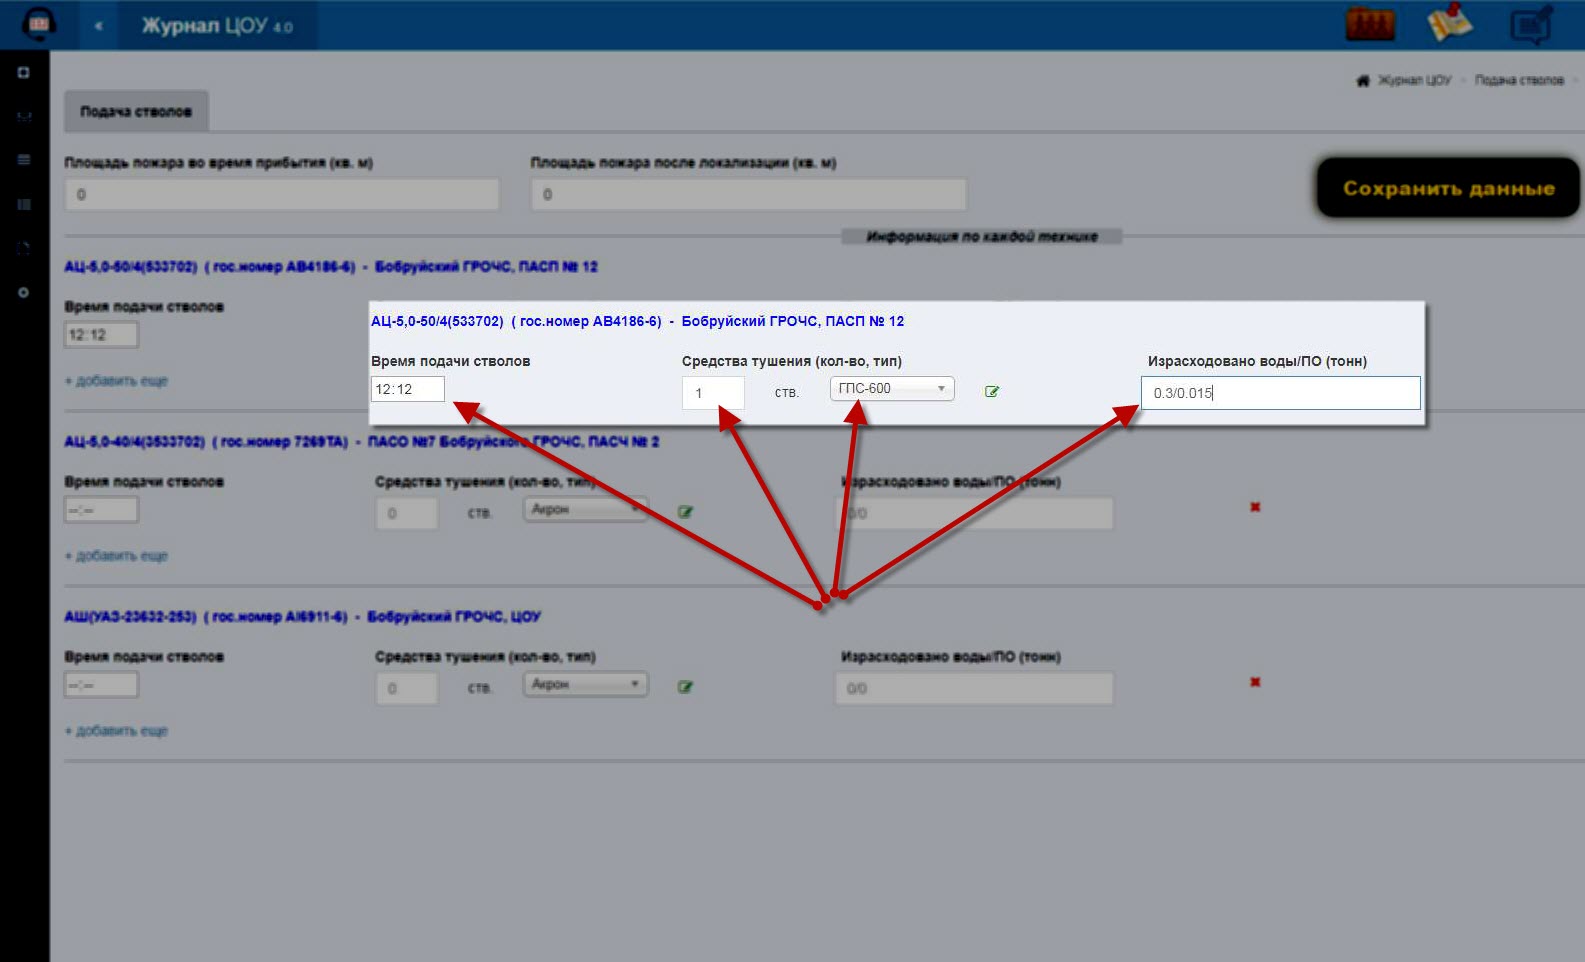 « Журнал ЦОУ 4.0
Журнал ЦОУ - Подача стволов -
Подача стволов
Площадь пожара во время прибытия (кв. м) Площадь пожара после локализации (кв. м)
0 0
Сохранить данные
Информация по каждой технике
АЦ-5,0-50/4(533702) ( гос.номер АВ4186-6) - Бобруйский ГРОЧС, ПАСП № 12
Время подачи стволов
12:12
+ добавить еще
АЦ-5,0-50/4(533702) ( гос.номер АВ4186-6) - Бобруйский ГРОЧС, ПАСП № 12
Время подачи стволов Средства тушения (кол-во, тип) Израсходовано воды/ПО (тонн)
12:12 1 ств. ГПС-600 0.3/0.015
АЦ-5,0-40/4(3533702) ( гос.номер 7269ТА) - ПАСО №7 Бобруйского ГРОЧС, ПАСЧ № 2
Время подачи стволов Средства тушения (кол-во, тип) Израсходовано воды/ПО (тонн)
--:-- 0 ств. Акрон 0/0
+ добавить еще
АШ(УАЗ-23632-253) ( гос.номер AI6911-6) - Бобруйский ГРОЧС, ЦОУ
Время подачи стволов Средства тушения (кол-во, тип) Израсходовано воды/ПО (тонн)
--:-- 0 ств. Акрон 0/0
+ добавить еще